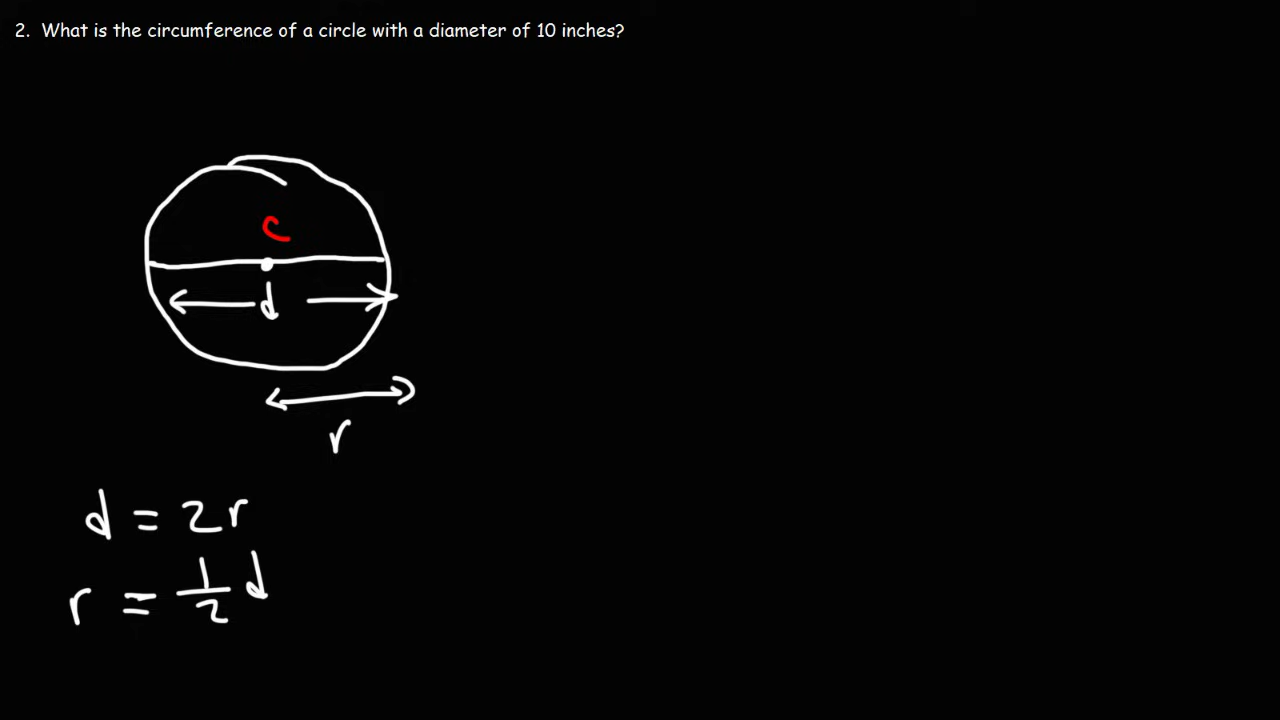 2. What is the circumference of a circle with a diameter of 10 inches?
c
d
r
d = 2r
r = 1/2 d